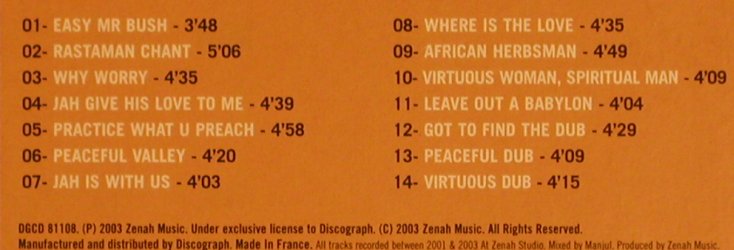 01- EASY MR BUSH - 3'48
02- RASTAMAN CHANT - 5'06
03- WHY WORRY - 4'35
04- JAH GIVE HIS LOVE TO ME - 4'39
05- PRACTICE WHAT U PREACH - 4'58
06- PEACEFUL VALLEY - 4'20
07- JAH IS WITH US - 4'03
08- WHERE IS THE LOVE - 4'35
09- AFRICAN HERBSMAN - 4'49
10- VIRTUOUS WOMAN, SPIRITUAL MAN - 4'09
11- LEAVE OUT A BABYLON - 4'04
12- GOT TO FIND THE DUB - 4'29
13- PEACEFUL DUB - 4'09
14- VIRTUOUS DUB - 4'15
DGCD 81108. (P) 2003 Zenah Music. Under exclusive license to Discograph. (C) 2003 Zenah Music. All Rights Reserved.
Manufactured and distributed by Discograph. Made In France. All tracks recorded between 2001 & 2003 At Zenah Studio. Mixed by Manjul. Produced by Zenah Music.